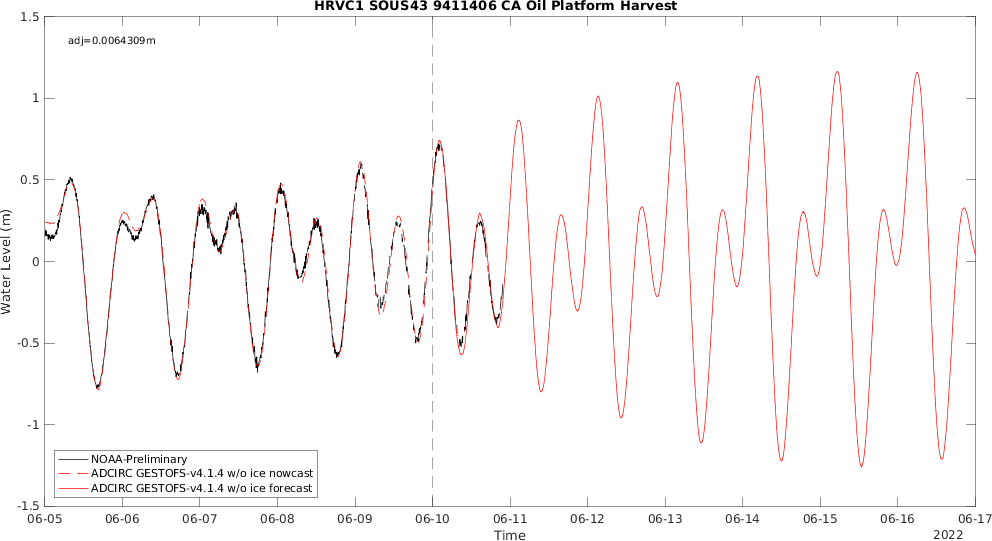 HRVC1 SOUS43 9411406 CA Oil Platform Harvest
adj=0.0064309m
Water Level (m)
1.5
1
0.5
0
-0.5
-1
-1.5
NOAA-Preliminary
ADCIRC GESTOFS-v4.1.4 w/o ice nowcast
ADCIRC GESTOFS-v4.1.4 w/o ice forecast
06-05 06-06 06-07 06-08 06-09 06-10 06-11 06-12 06-13 06-14 06-15 06-16 06-17
Time
2022